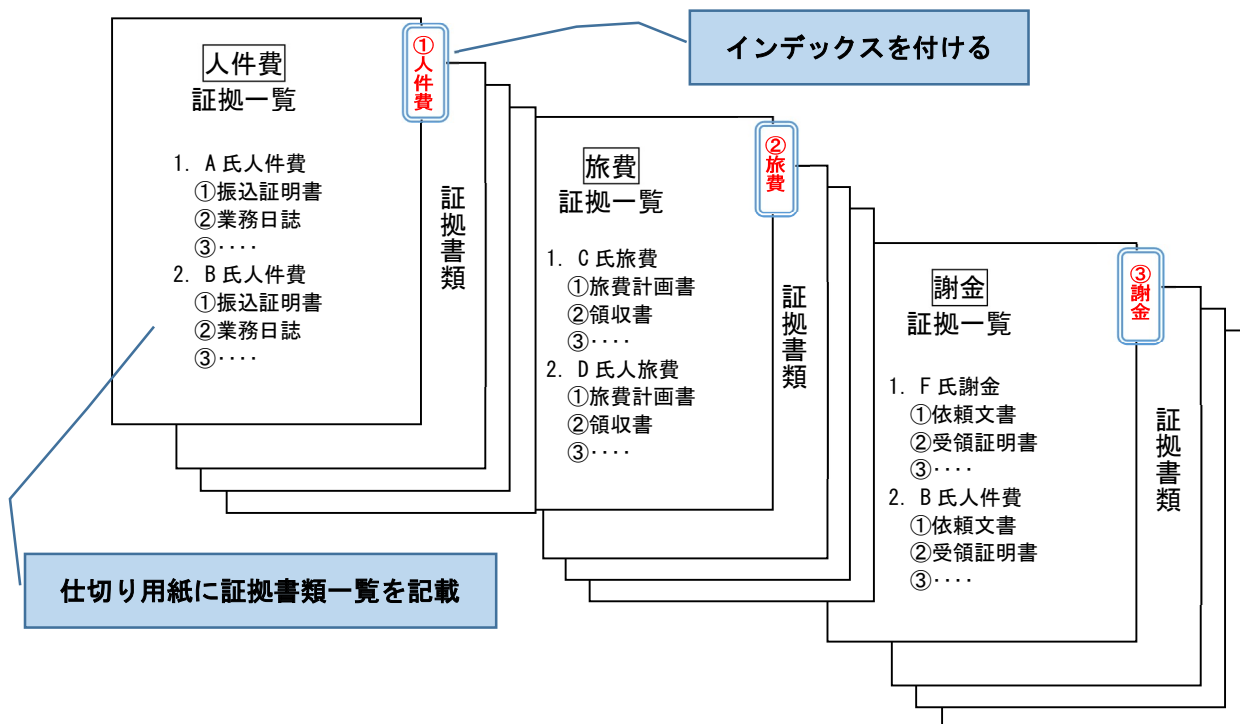 インデックスを付ける
人件費
証拠一覧
1. A氏人件費
①振込証明書
②業務日誌
③････
2. B氏人件費
①振込証明書
②業務日誌
③････
①人件費
証拠書類
旅費
証拠一覧
1. C氏旅費
①旅費計画書
②領収書
③････
2. D氏人旅費
①旅費計画書
②領収書
③････
②旅費
証拠書類
謝金
証拠一覧
1. F氏謝金
①依頼文書
②受領証明書
③････
2. B氏人件費
①依頼文書
②受領証明書
③････
③謝金
証拠書類
仕切り用紙に証拠書類一覧を記載